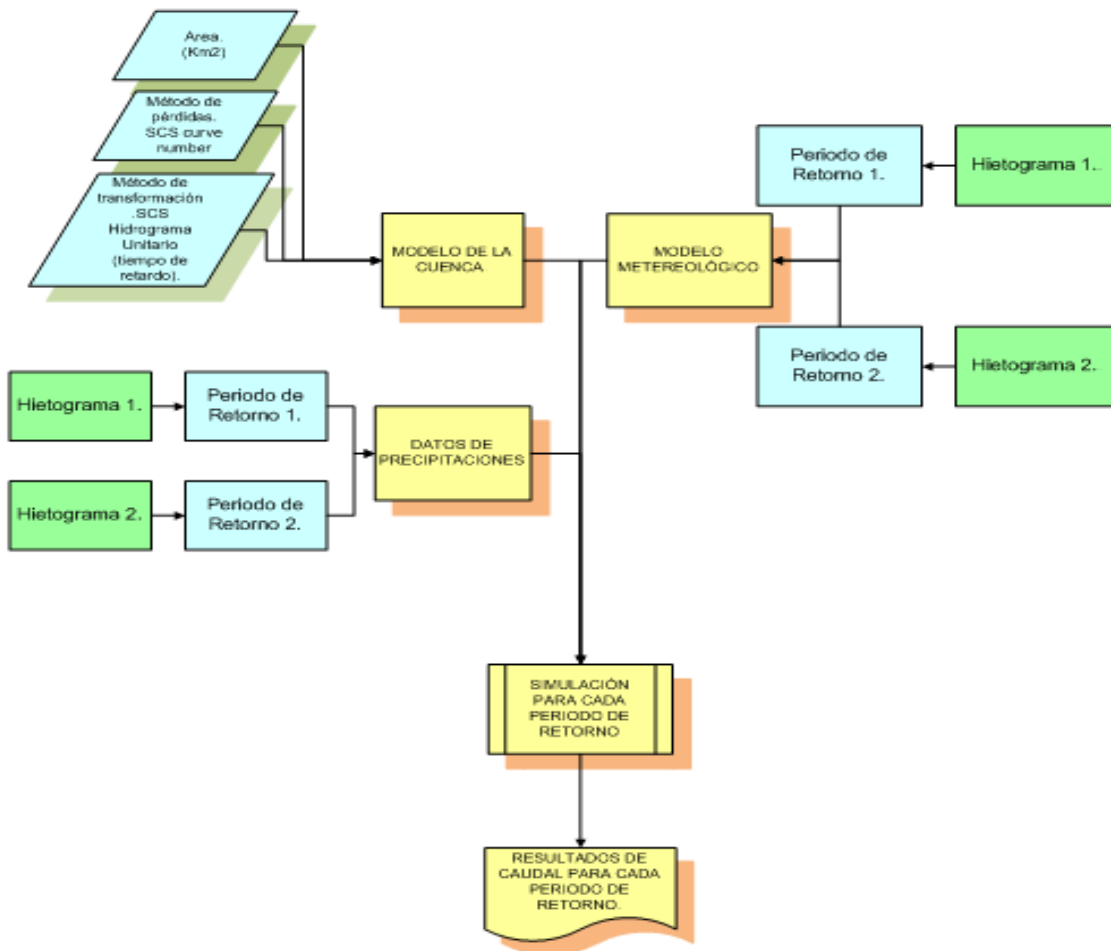 Area.
(Km2)
Método de
pérdidas.
SCS curve
number
Método de
transformación
.SCS
Hidrograma
Unitario
(tiempo de
retardo).
MODELO DE LA
CUENCA
MODELO
METEREOLÓGICO
Periodo de
Retorno 1.
Hietograma 1..
Periodo de
Retorno 2.
Hietograma 2..
Hietograma 1.
Periodo de
Retorno 1.
DATOS DE
PRECIPITACIONES
Hietograma 2.
Periodo de
Retorno 2.
SIMULACIÓN
PARA CADA
PERIODO DE
RETORNO
RESULTADOS DE
CAUDAL PARA CADA
PERIODO DE
RETORNO.